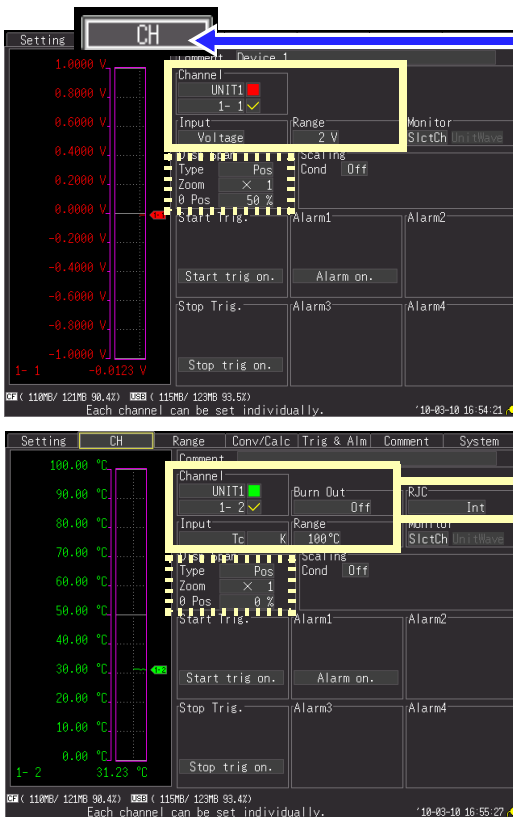 Setting CH
Comment Device 1
1.0000 V
Channel
UNIT1
0.8000 V
1- 1
0.6000 V
Input Range Monitor
Voltage 2 V SlctCh UnitWave
0.4000 V
Disp Span Scaling
Type Pos Cond Off
0.2000 V
Zoom × 1
0 Pos 50 %
0.0000 V
1-1
Start Trig. Alarm1 Alarm2
-0.2000 V
-0.4000 V
Start trig on. Alarm on.
-0.6000 V
Stop Trig. Alarm3 Alarm4
-0.8000 V
-1.0000 V
Stop trig on.
1- 1 -0.0123 V
CF ( 110MB/ 121MB 90.4%) USB ( 115MB/ 123MB 93.5%)
Each channel can be set individually. '10-03-10 16:54:21
Setting CH Range Conv/Calc Trig & Alm Comment System
Comment
100.00 °C
Channel
UNIT1 Burn Out RJC
90.00 °C
1- 2 Off Int
80.00 °C
Input Range Monitor
Tc K 100°C SlctCh UnitWave
70.00 °C
Disp Span Scaling
Type Pos Cond Off
60.00 °C
Zoom × 1
0 Pos 0 %
50.00 °C
Start Trig. Alarm1 Alarm2
40.00 °C
30.00 °C
1-2
Start trig on. Alarm on.
20.00 °C
Stop Trig. Alarm3 Alarm4
10.00 °C
0.00 °C
Stop trig on.
1- 2 31.23 °C
CF ( 110MB/ 121MB 90.4%) USB ( 115MB/ 123MB 93.4%)
Each channel can be set individually. '10-03-10 16:55:27